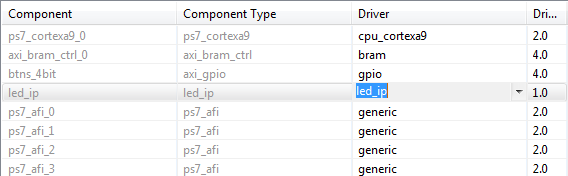 Component Component Type Driver Dri...
ps7_cortexa9_0 ps7_cortexa9 cpu_cortexa9 2.0
axi_bram_ctrl_0 axi_bram_ctrl bram 4.0
btns_4bit axi_gpio gpio 4.0
led_ip led_ip led_ip 1.0
ps7_afi_0 ps7_afi generic 2.0
ps7_afi_1 ps7_afi generic 2.0
ps7_afi_2 ps7_afi generic 2.0
ps7_afi_3 ps7_afi generic 2.0